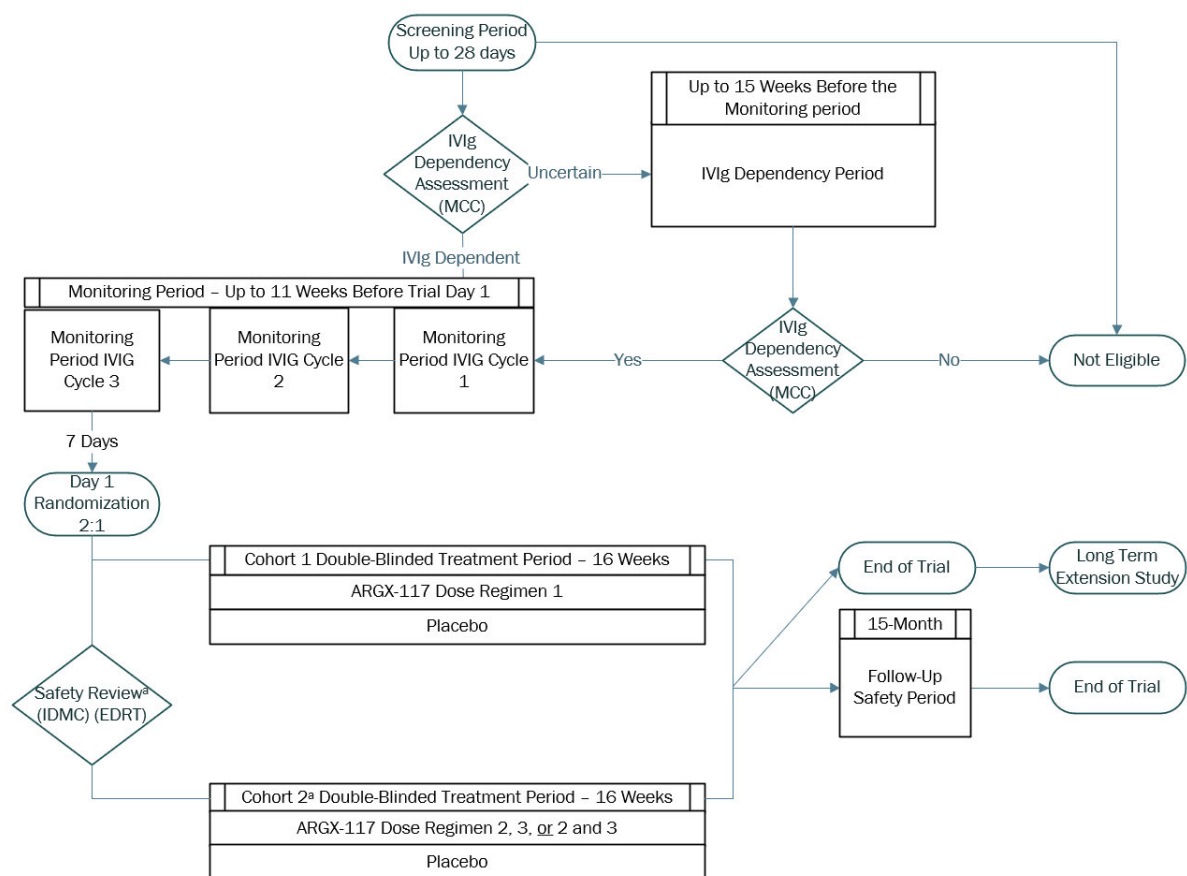 Screening Period
Up to 28 days
Up to 15 Weeks Before the
Monitoring period
IVIg
Dependency
Assessment
(MCC)
Uncertain
IVIg Dependency Period
IVIg Dependent
Monitoring Period – Up to 11 Weeks Before Trial Day 1
Monitoring
Period IVIG
Cycle 3
Monitoring
Period IVIG Cycle
2
Monitoring
Period IVIG Cycle
1
Yes
IVIg
Dependency
Assessment
(MCC)
No
Not Eligible
7 Days
Day 1
Randomization
2:1
Cohort 1 Double-Blinded Treatment Period – 16 Weeks
ARGX-117 Dose Regimen 1
Placebo
End of Trial
Long Term
Extension Study
15-Month
Follow-Up
Safety Period
End of Trial
Safety Reviewᵃ
(IDMC) (EDRT)
Cohort 2ᵃ Double-Blinded Treatment Period – 16 Weeks
ARGX-117 Dose Regimen 2, 3, or 2 and 3
Placebo